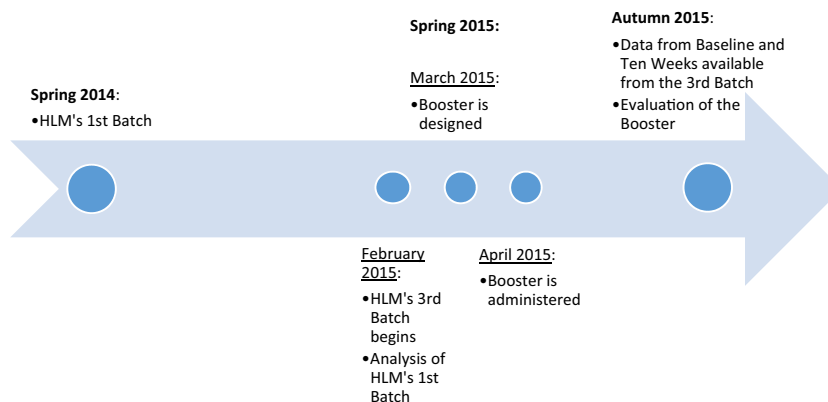 Spring 2014:
•HLM's 1st Batch
Spring 2015:
March 2015:
•Booster is
designed
Autumn 2015:
•Data from Baseline and
Ten Weeks available
from the 3rd Batch
•Evaluation of the
Booster
February
2015:
•HLM's 3rd
Batch
begins
•Analysis of
HLM's 1st
Batch
April 2015:
•Booster is
administered